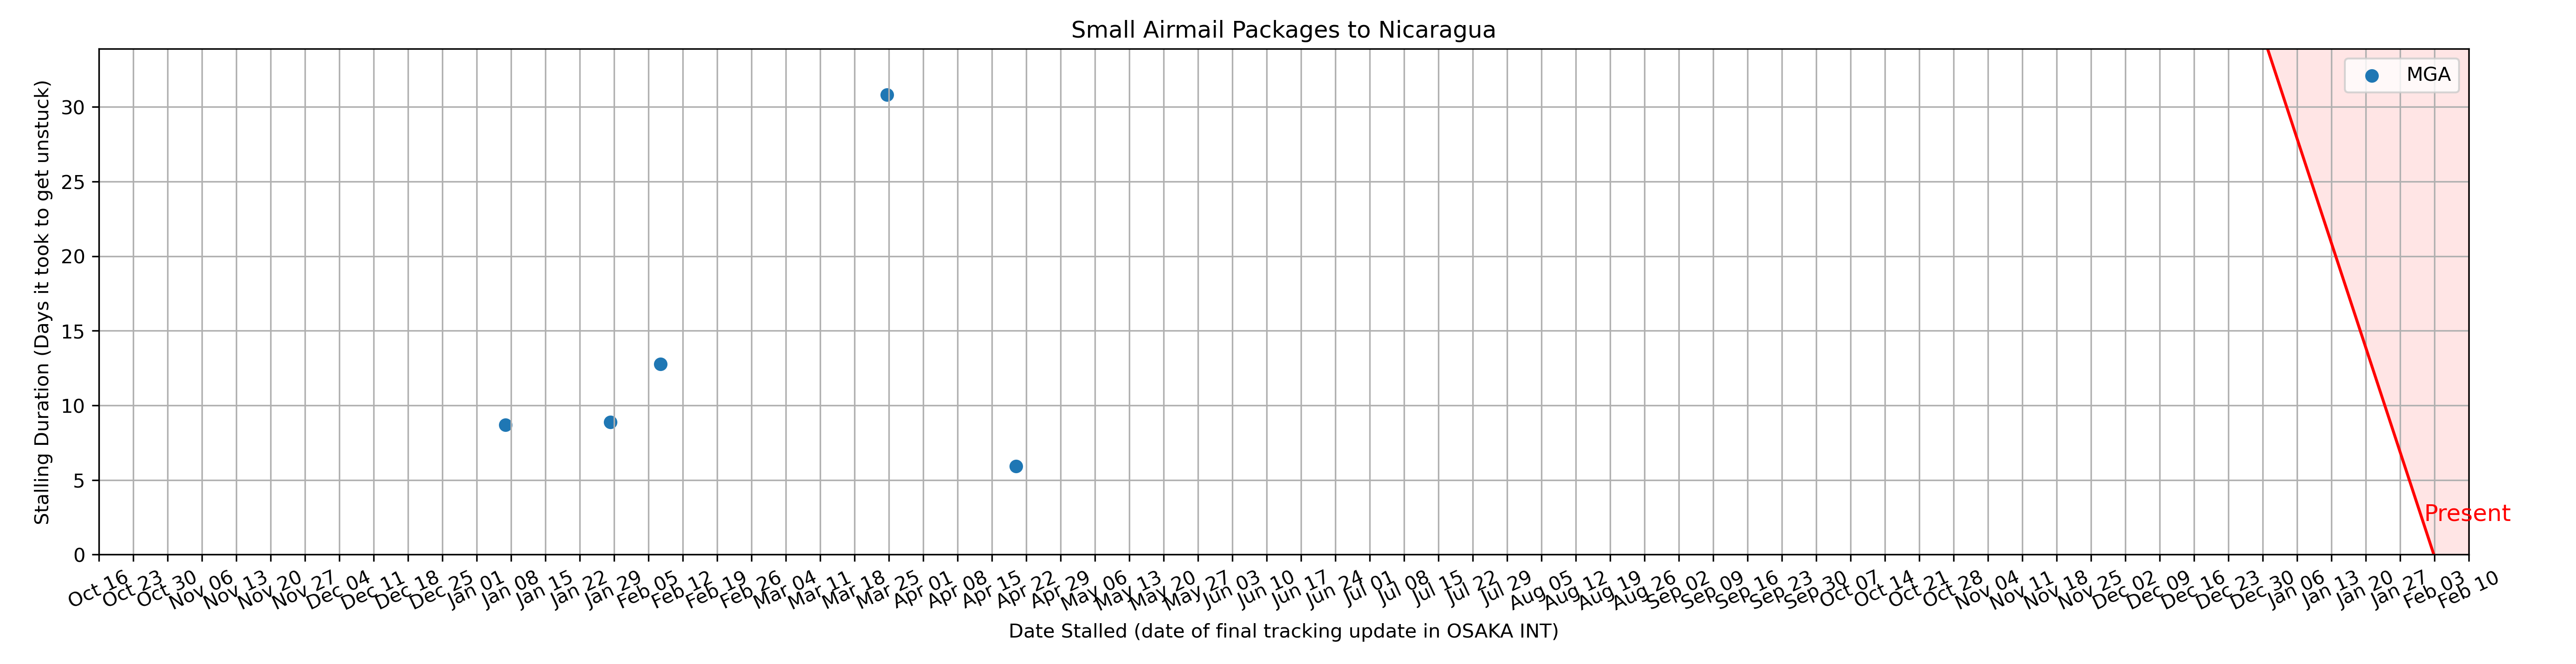 Small Airmail Packages to Nicaragua
MGA
Stalling Duration (Days it took to get unstuck)
30
25
20
15
10
5
0
Present
Oct 16 Oct 23 Oct 30 Nov 06 Nov 13 Nov 20 Nov 27 Dec 04 Dec 11 Dec 18 Dec 25 Jan 01 Jan 08 Jan 15 Jan 22 Jan 29 Feb 05 Feb 12 Feb 19 Feb 26 Mar 04 Mar 11 Mar 18 Mar 25 Apr 01 Apr 08 Apr 15 Apr 22 Apr 29 May 06 May 13 May 20 May 27 Jun 03 Jun 10 Jun 17 Jun 24 Jul 01 Jul 08 Jul 15 Jul 22 Jul 29 Aug 05 Aug 12 Aug 19 Aug 26 Sep 02 Sep 09 Sep 16 Sep 23 Sep 30 Oct 07 Oct 14 Oct 21 Oct 28 Nov 04 Nov 11 Nov 18 Nov 25 Dec 02 Dec 09 Dec 16 Dec 23 Dec 30 Jan 06 Jan 13 Jan 20 Jan 27 Feb 03 Feb 10
Date Stalled (date of final tracking update in OSAKA INT)